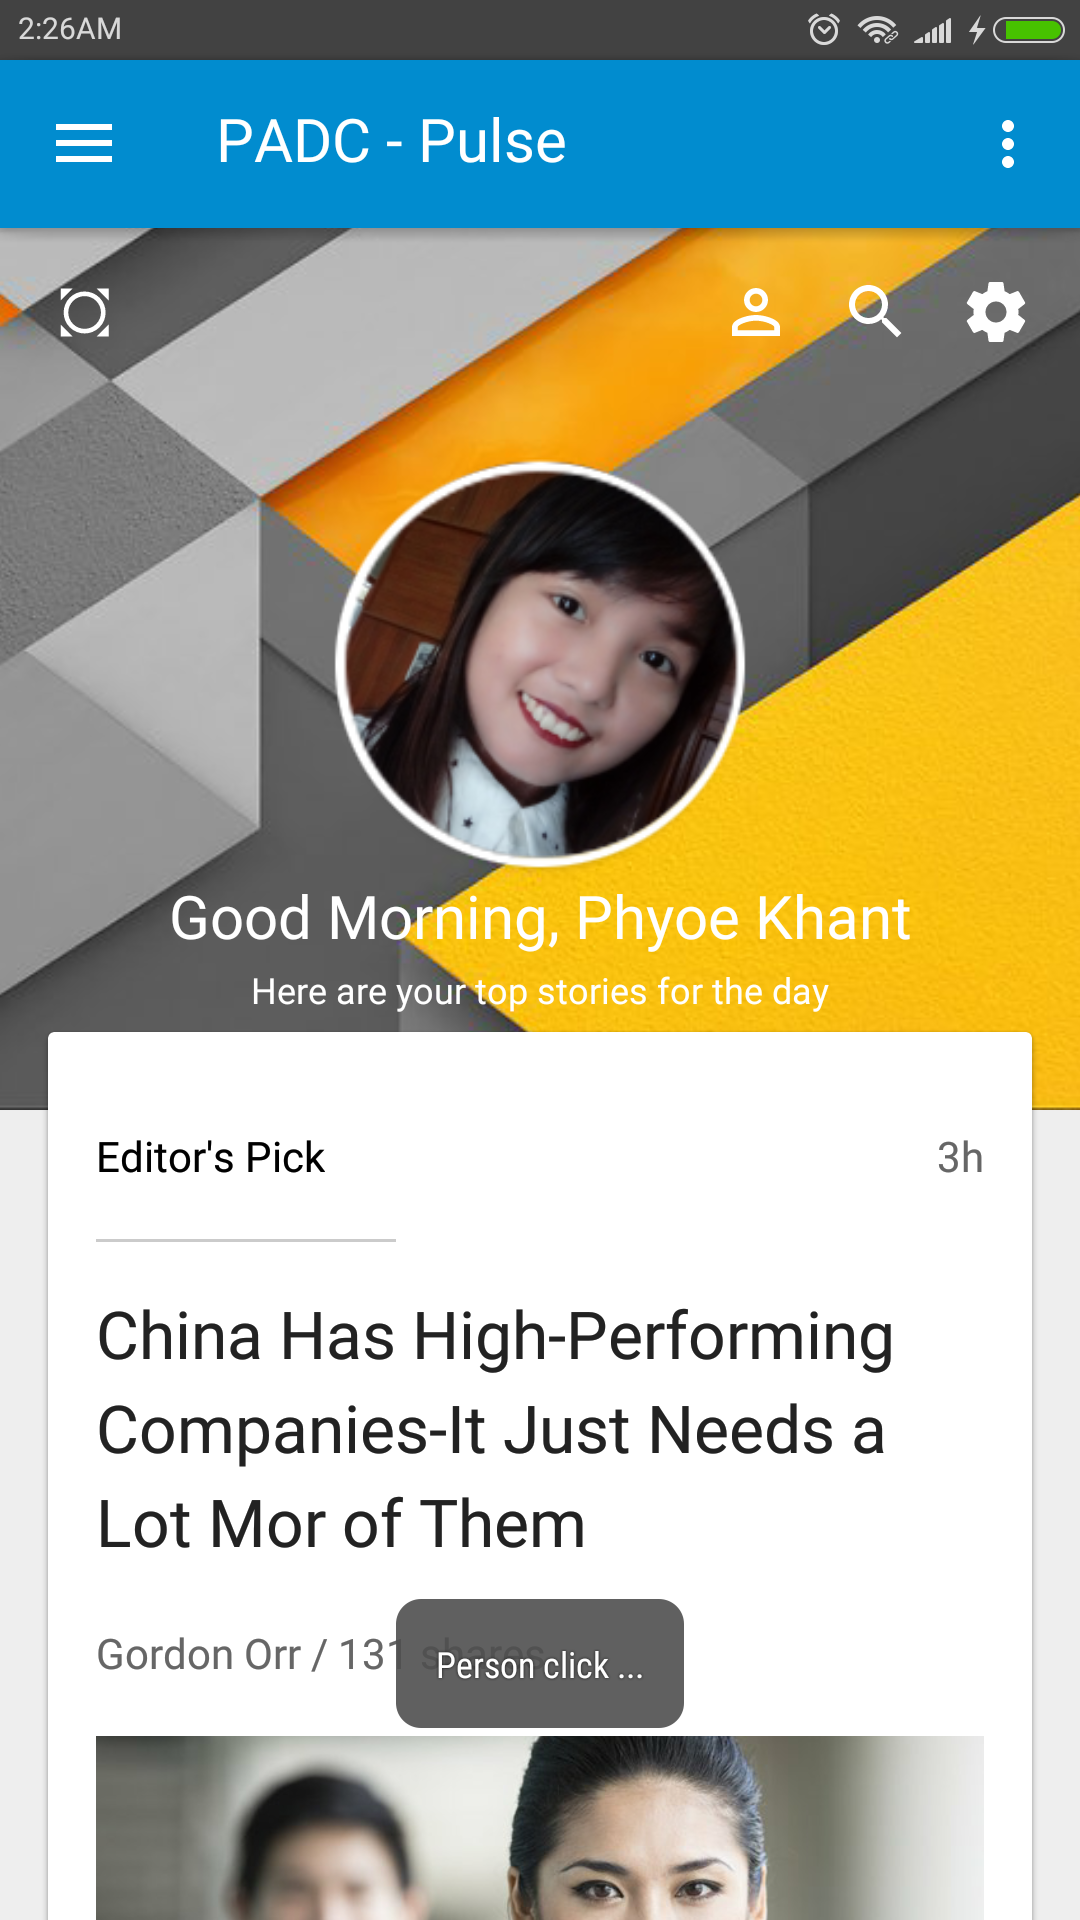 2:26AM
PADC - Pulse
Good Morning, Phyoe Khant
Here are your top stories for the day
Editor's Pick
3h
China Has High-Performing
Companies-It Just Needs a
Lot Mor of Them
Gordon Orr / 131 shares
Person click ...